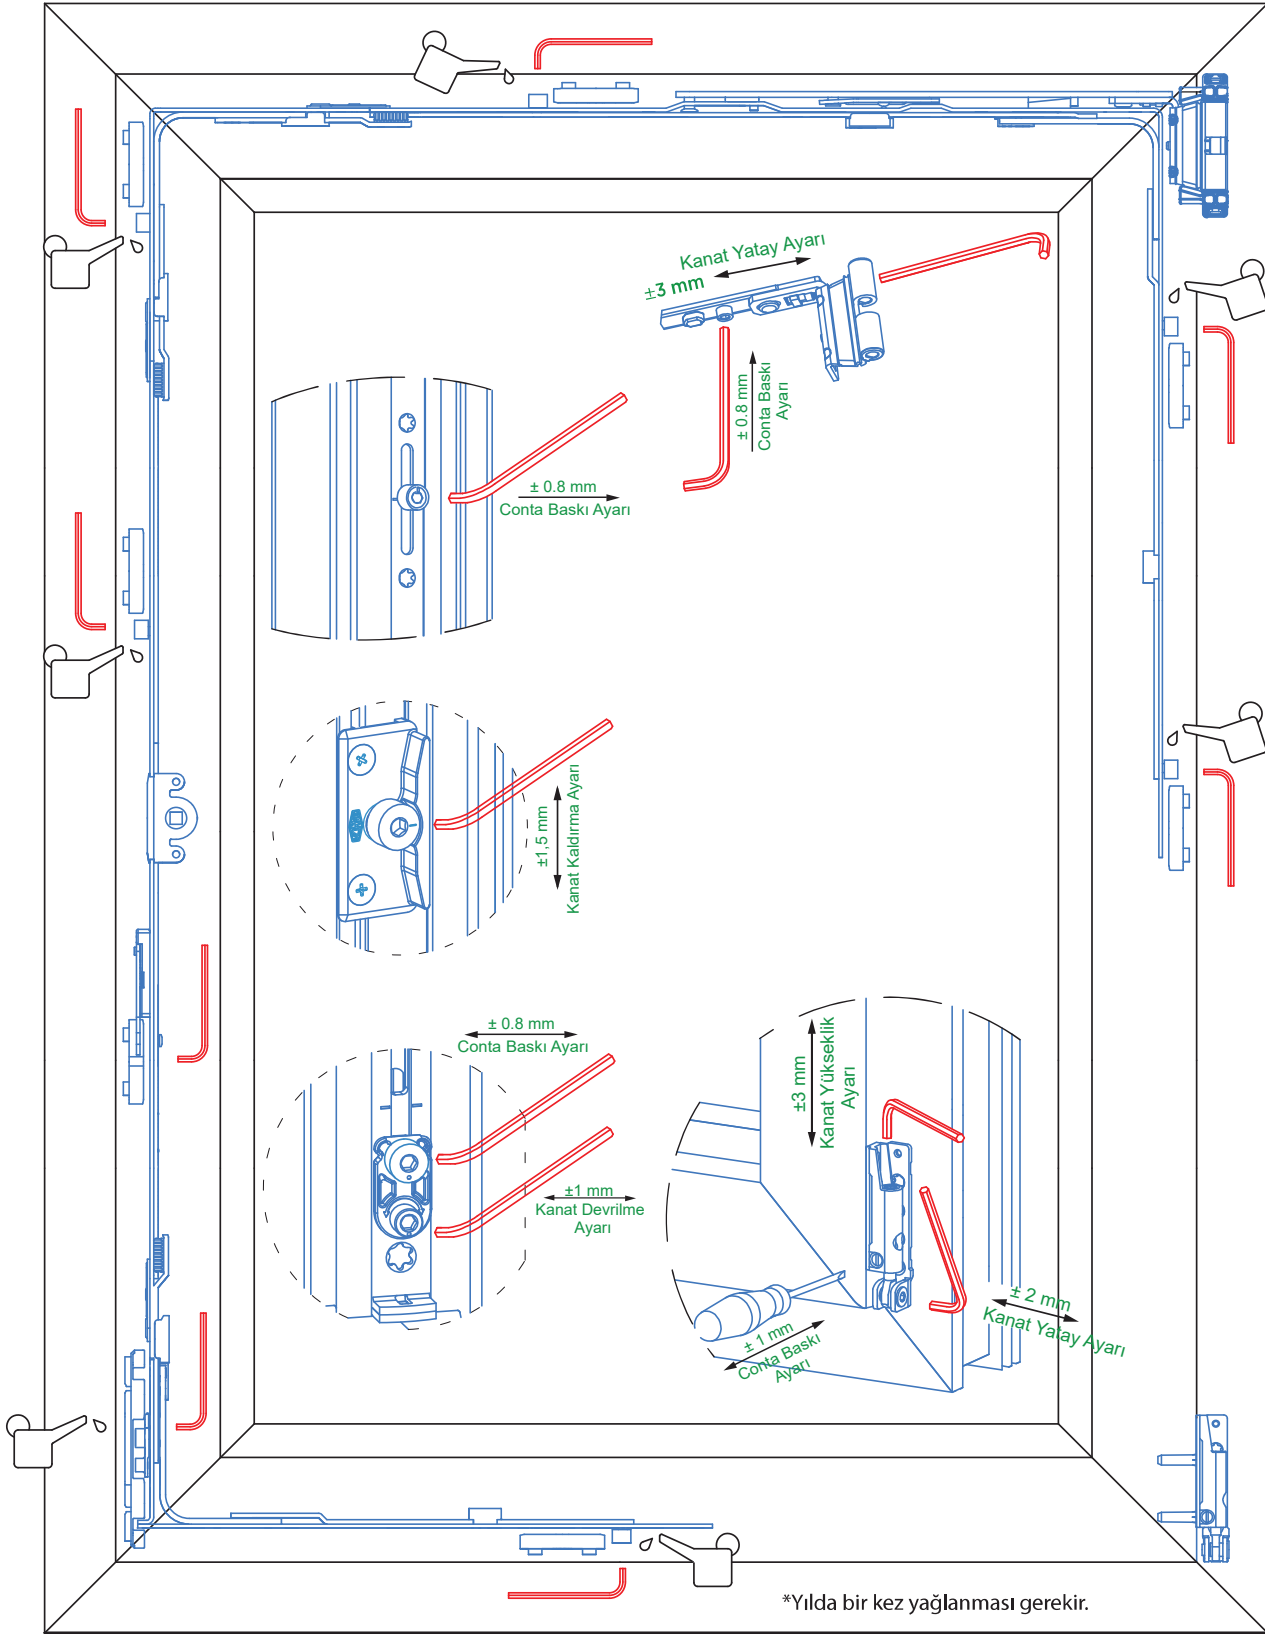 Kanat Yatay Ayarı
±3 mm
± 0.8 mm
Conta Baskı
Ayarı
± 0.8 mm
Conta Baskı Ayarı
±1,5 mm
Kanat Kaldırma Ayarı
± 0.8 mm
Conta Baskı Ayarı
±1 mm
Kanat Devrilme
Ayarı
±3 mm
Kanat Yükseklik
Ayarı
± 2 mm
Kanat Yatay Ayarı
± 1 mm
Conta Baskı
Ayarı
*Yılda bir kez yağlanması gerekir.